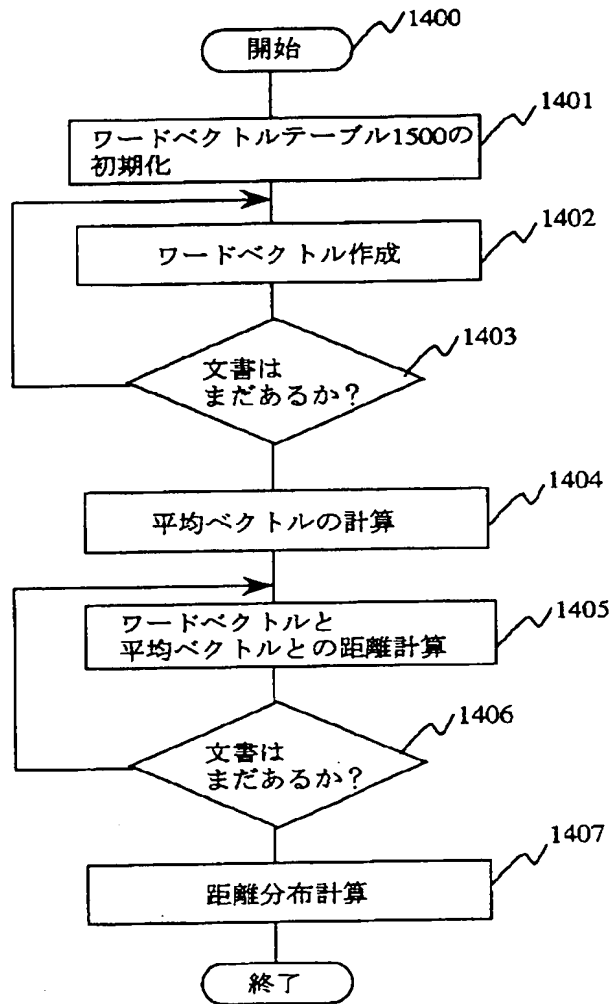 1400
開始
1401
ワードベクトルテーブル1500の
初期化
1402
ワードベクトル作成
1403
文書は
まだあるか？
1404
平均ベクトルの計算
1405
ワードベクトルと
平均ベクトルとの距離計算
1406
文書は
まだあるか？
1407
距離分布計算
終了